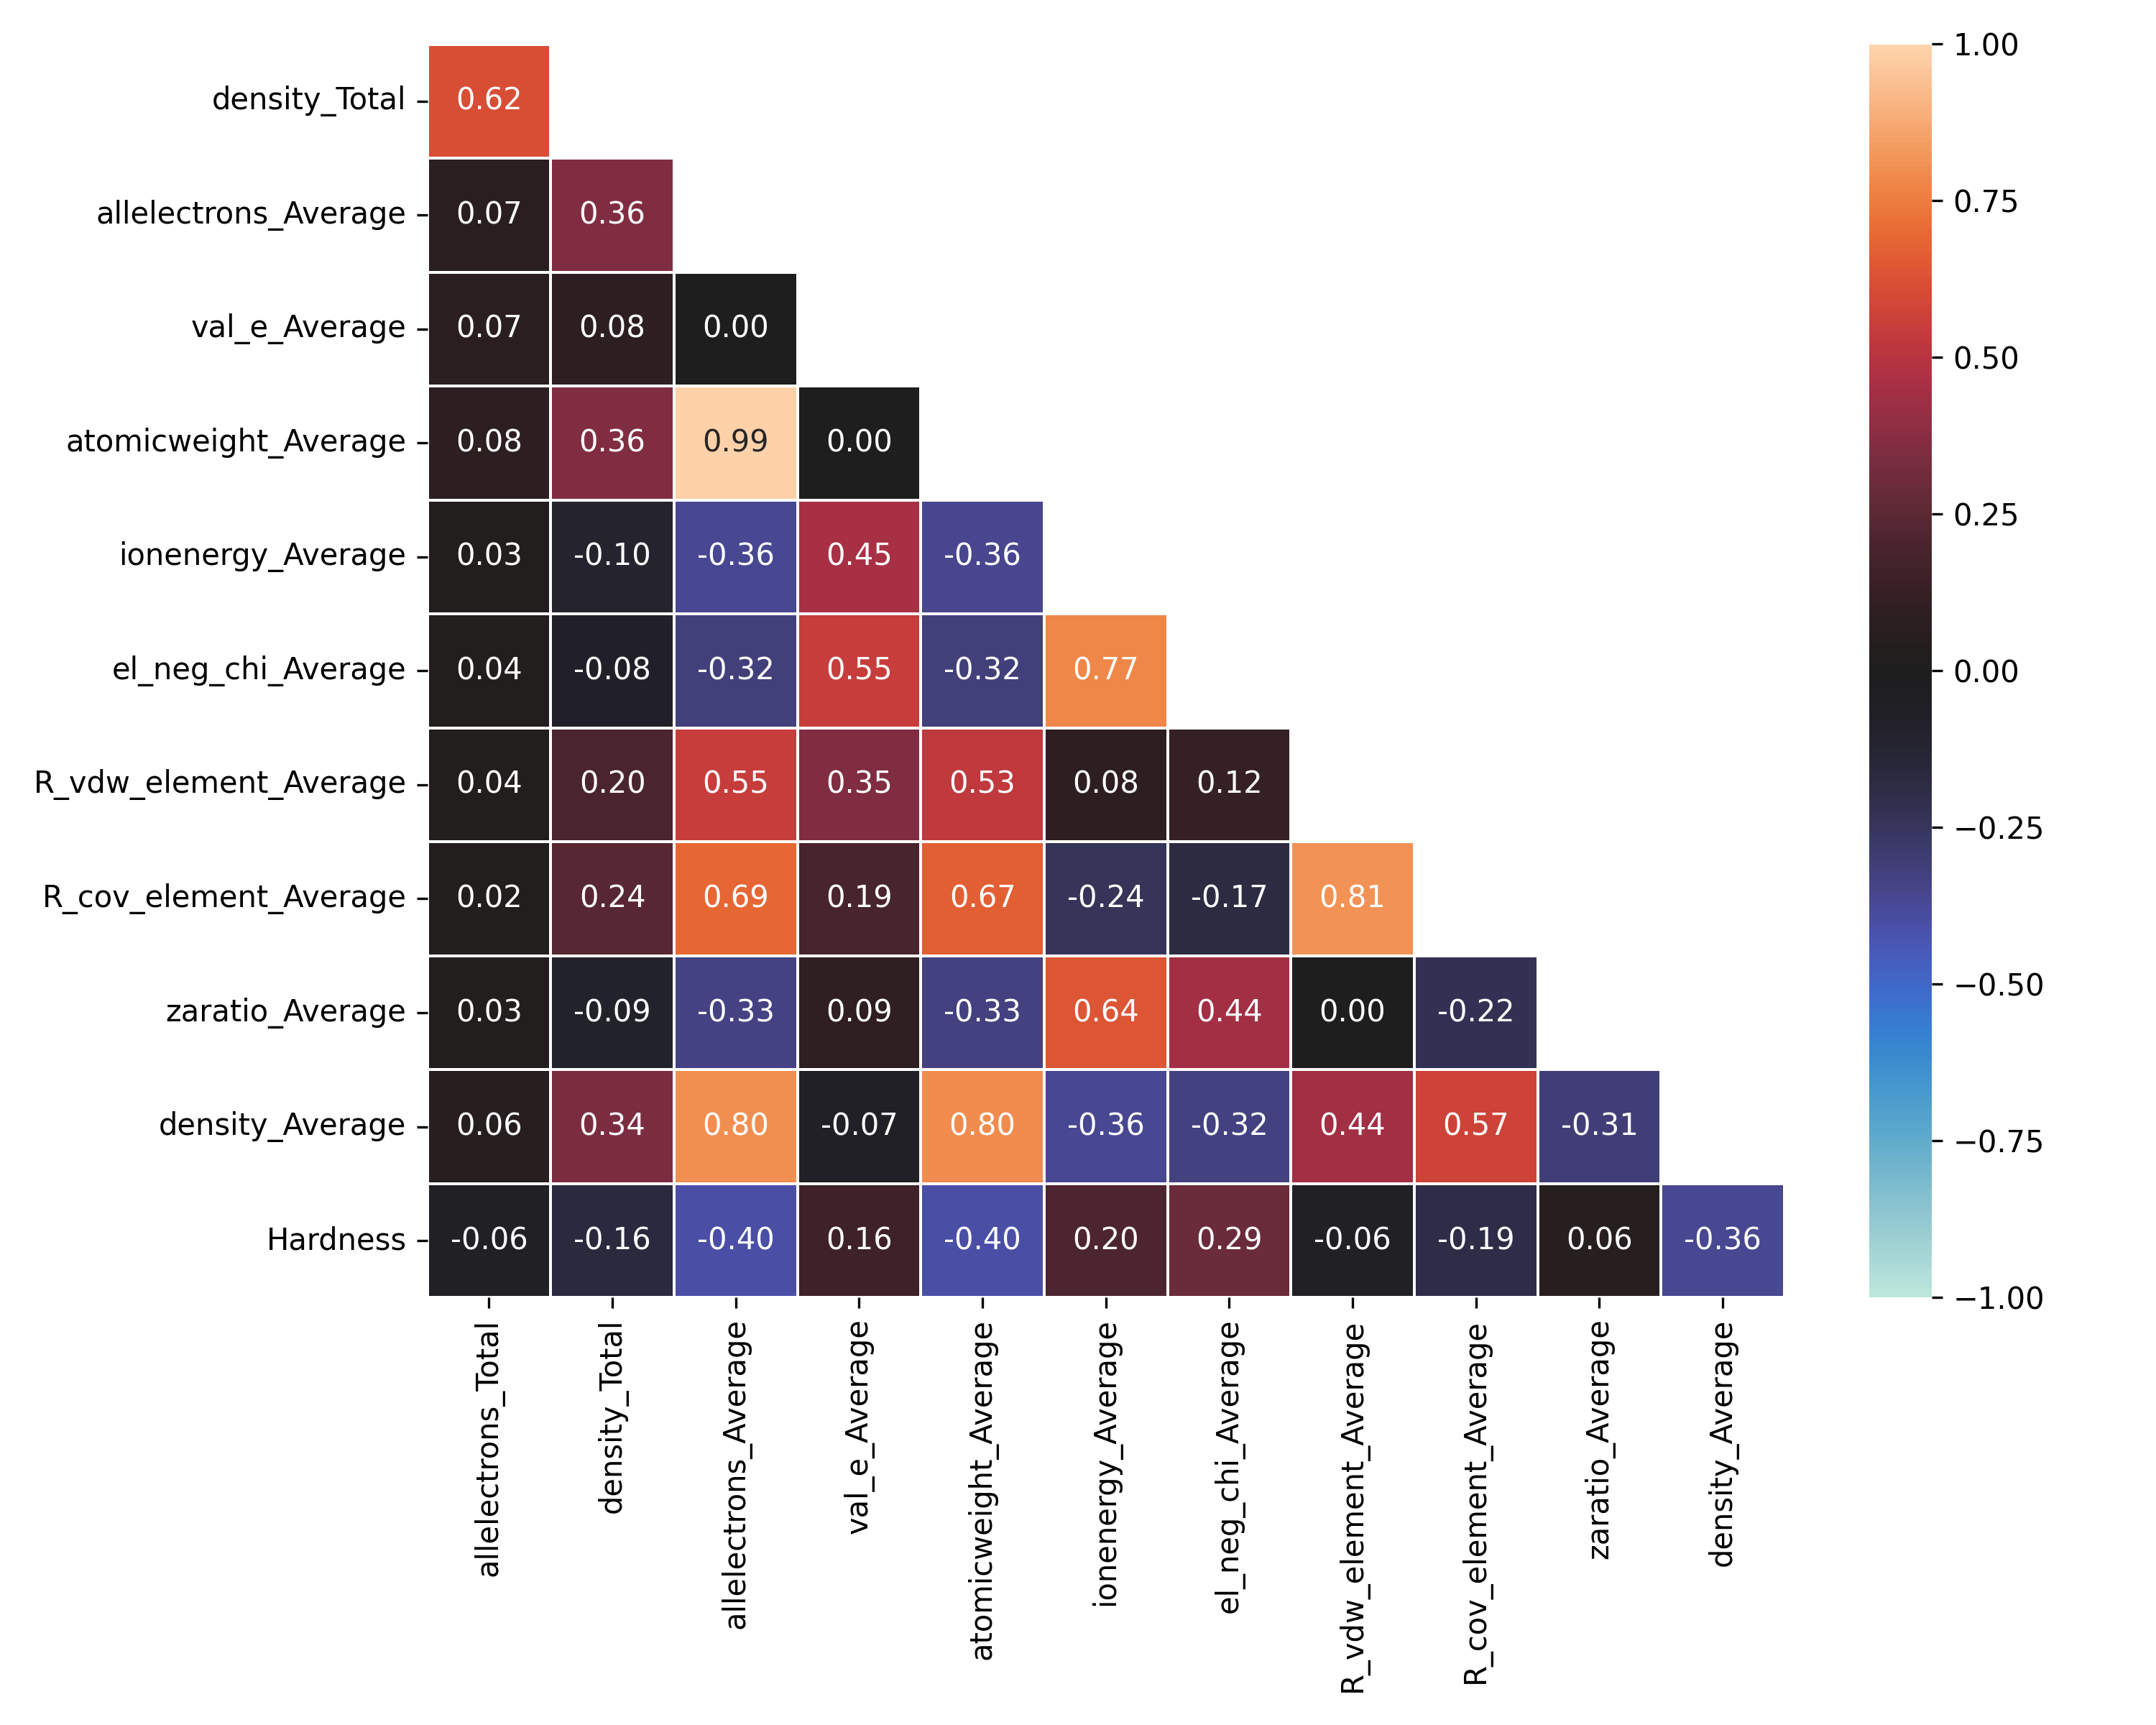 density_Total 0.62
allelectrons_Average 0.07 0.36
val_e_Average 0.07 0.08 0.00
atomicweight_Average 0.08 0.36 0.99 0.00
ionenergy_Average 0.03 -0.10 -0.36 0.45 -0.36
el_neg_chi_Average 0.04 -0.08 -0.32 0.55 -0.32 0.77
R_vdw_element_Average 0.04 0.20 0.55 0.35 0.53 0.08 0.12
R_cov_element_Average 0.02 0.24 0.69 0.19 0.67 -0.24 -0.17 0.81
zaratio_Average 0.03 -0.09 -0.33 0.09 -0.33 0.64 0.44 0.00 -0.22
density_Average 0.06 0.34 0.80 -0.07 0.80 -0.36 -0.32 0.44 0.57 -0.31
Hardness -0.06 -0.16 -0.40 0.16 -0.40 0.20 0.29 -0.06 -0.19 0.06 -0.36
allelectrons_Total
density_Total
allelectrons_Average
val_e_Average
atomicweight_Average
ionenergy_Average
el_neg_chi_Average
R_vdw_element_Average
R_cov_element_Average
zaratio_Average
density_Average
1.00
0.75
0.50
0.25
0.00
−0.25
−0.50
−0.75
−1.00